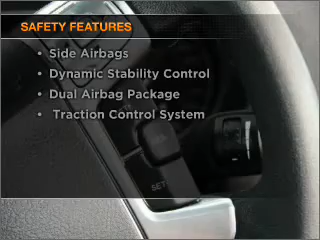 SAFETY FEATURES
• Side Airbags
• Dynamic Stability Control
• Dual Airbag Package
• Traction Control System
SET